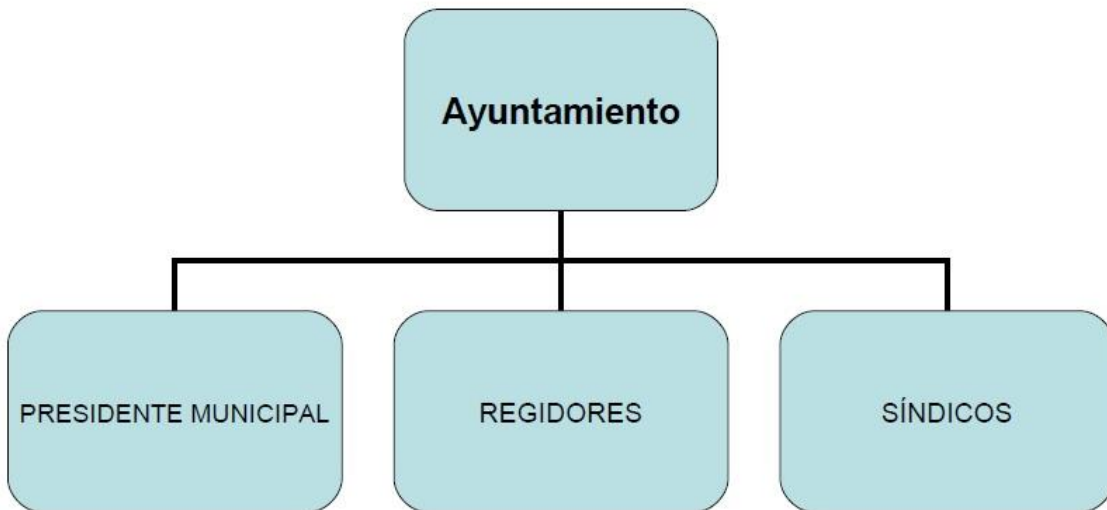 Ayuntamiento
PRESIDENTE MUNICIPAL
REGIDORES
SÍNDICOS